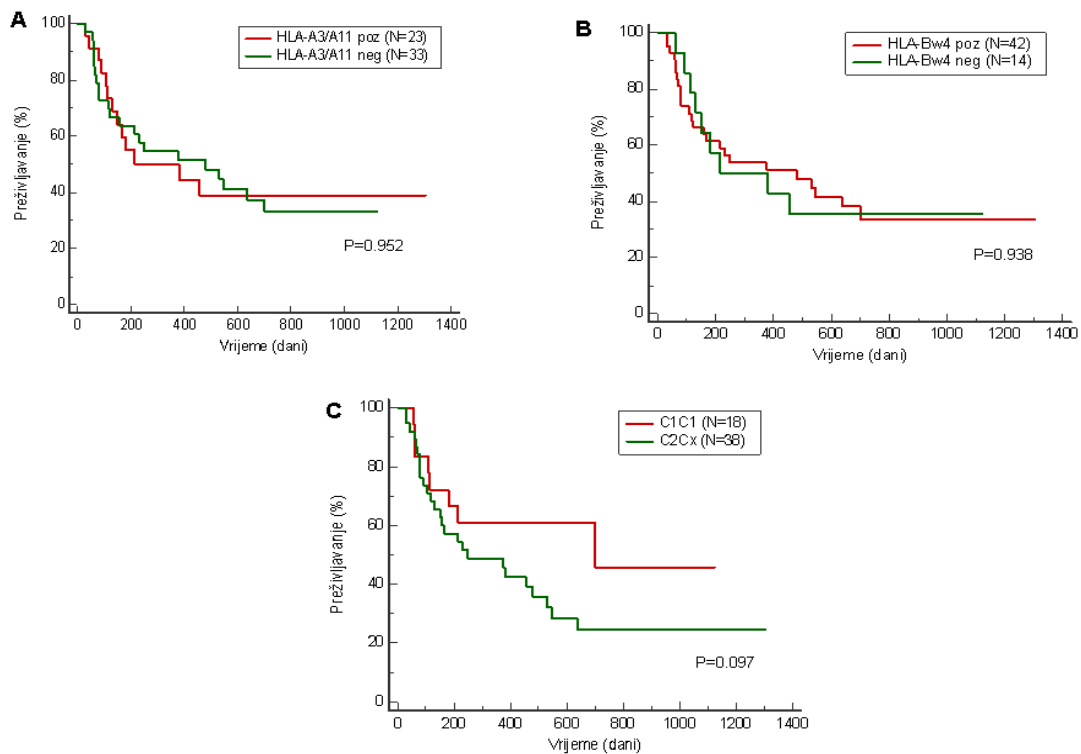 A
HLA-A3/A11 poz (N=23)
HLA-A3/A11 neg (N=33)
Preživljavanje (%)
100
80
60
40
20
0
P=0.952
0 200 400 600 800 1000 1200 1400
Vrijeme (dani)
B
HLA-Bw4 poz (N=42)
HLA-Bw4 neg (N=14)
Preživljavanje (%)
100
80
60
40
20
0
P=0.938
0 200 400 600 800 1000 1200 1400
Vrijeme (dani)
C
C1C1 (N=18)
C2Cx (N=38)
Preživljavanje (%)
100
80
60
40
20
0
P=0.097
0 200 400 600 800 1000 1200 1400
Vrijeme (dani)